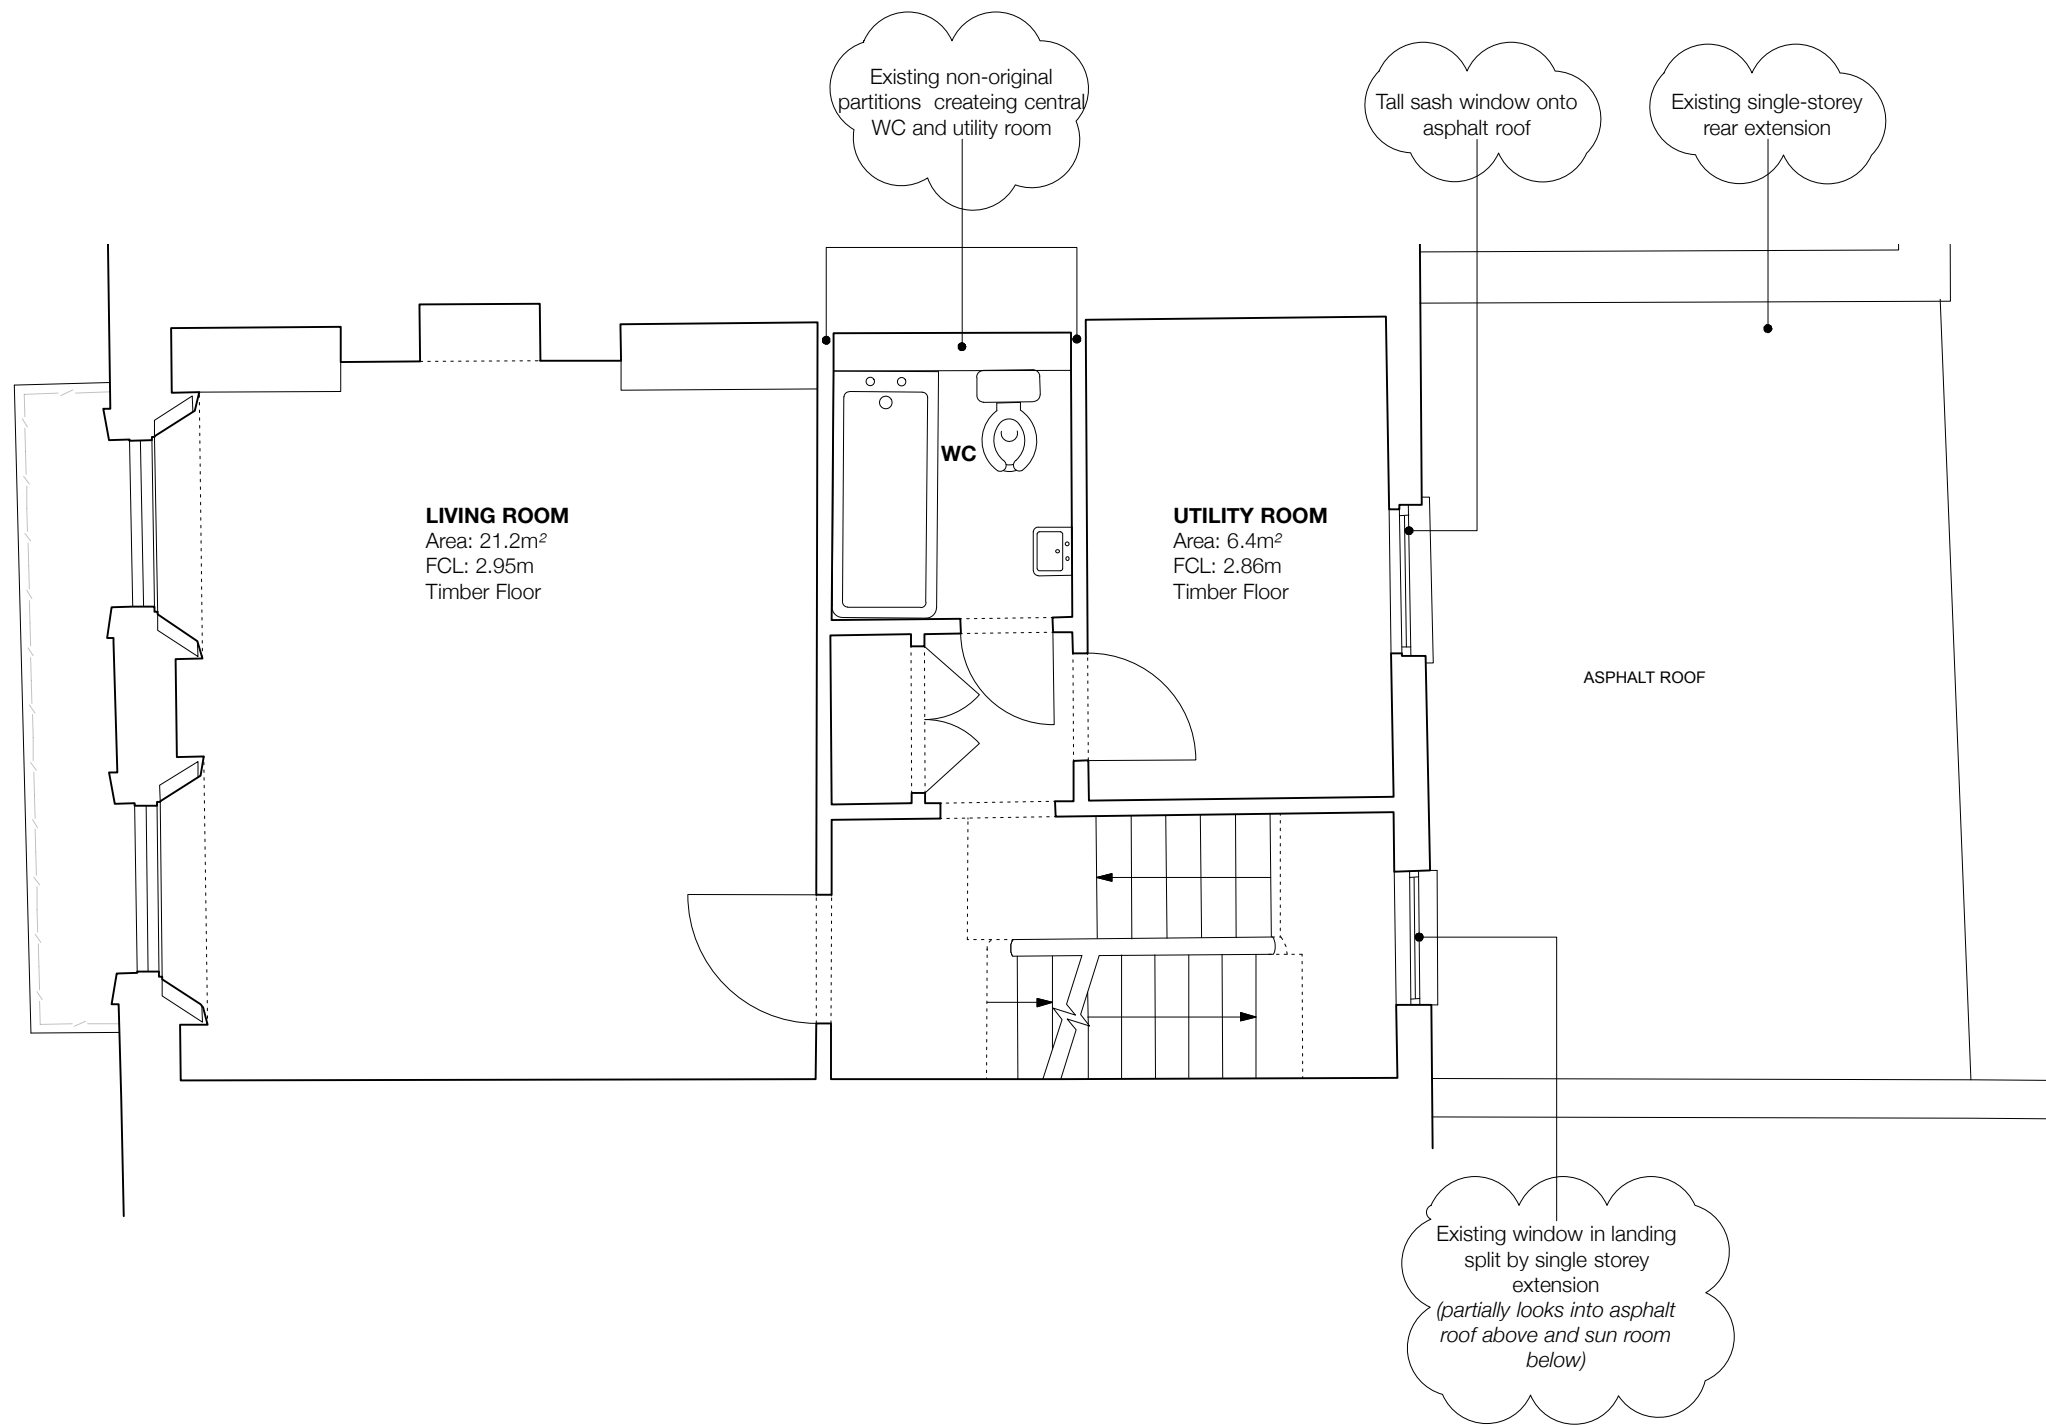 Existing non-original
partitions  createing central
WC and utility room
Tall sash window onto
asphalt roof
Existing single-storey
rear extension
WC
LIVING ROOM
Area: 21.2m²
FCL: 2.95m
Timber Floor
UTILITY ROOM
Area: 6.4m²
FCL: 2.86m
Timber Floor
ASPHALT ROOF
Existing window in landing
split by single storey
extension
(partially looks into asphalt
roof above and sun room
below)